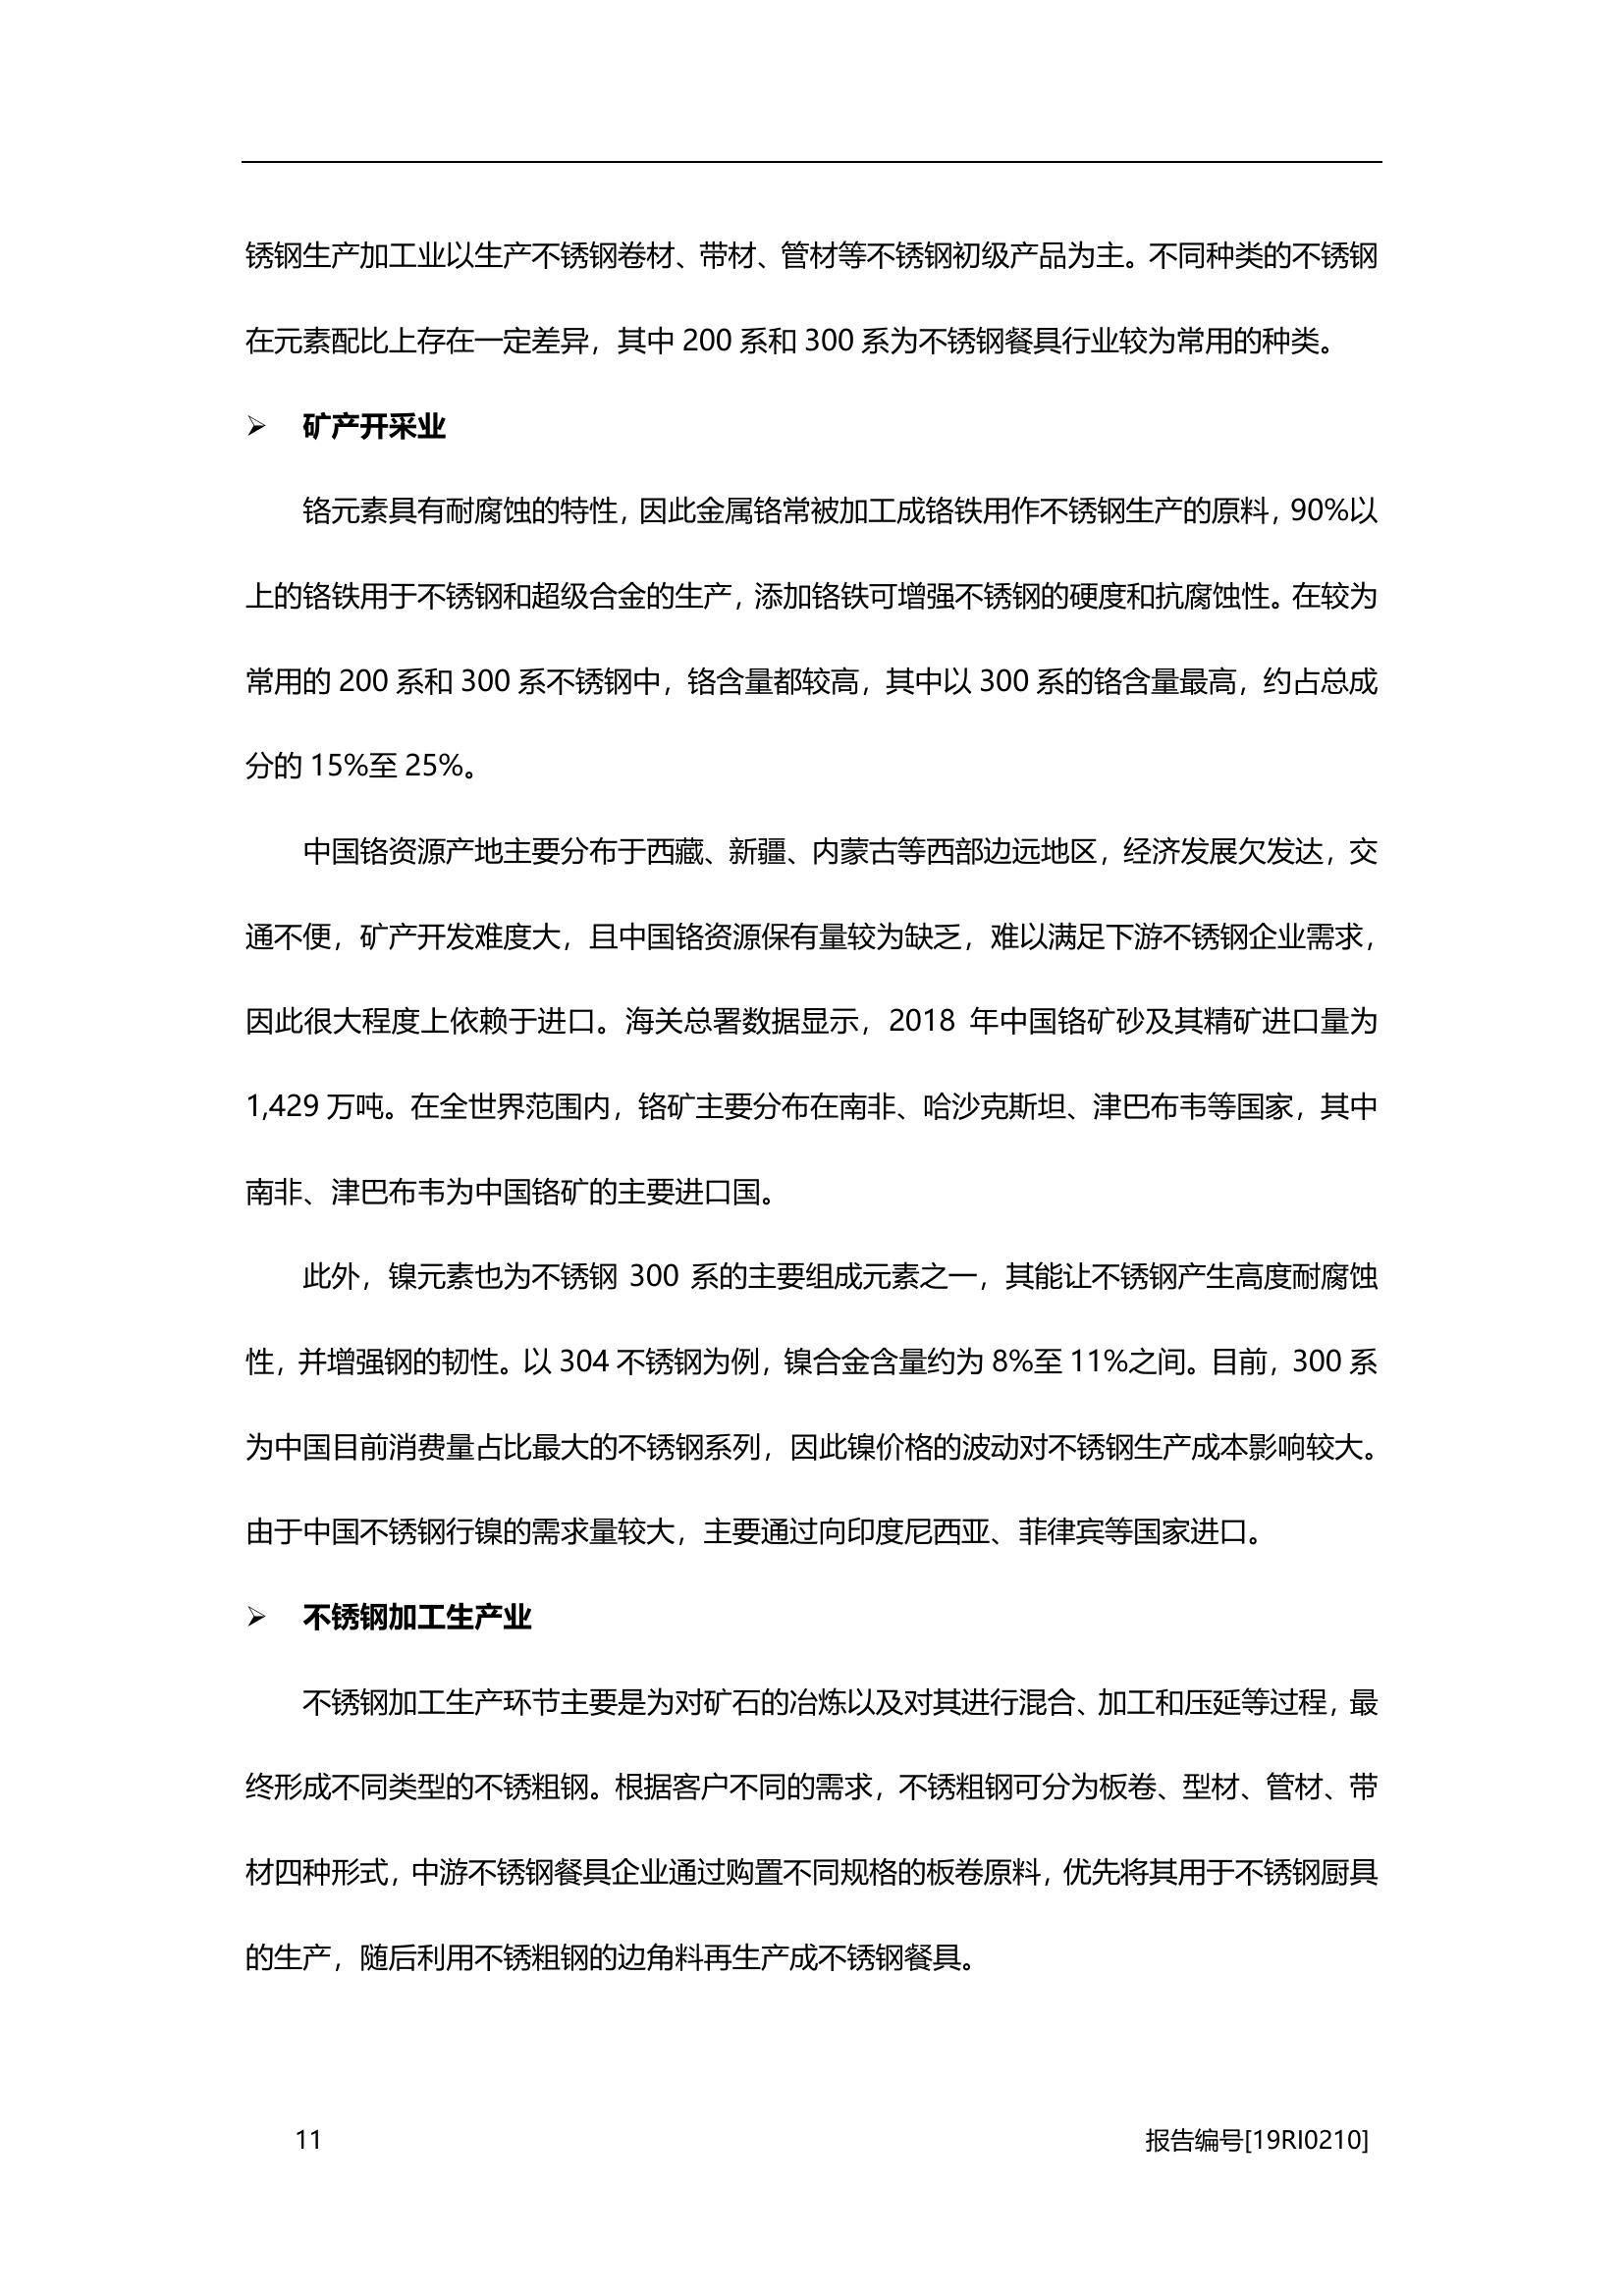 锈钢生产加工业以生产不锈钢卷材、带材、管材等不锈钢初级产品为主。不同种类的不锈钢
在元素配比上存在一定差异，其中 200 系和 300 系为不锈钢餐具行业较为常用的种类。
➢ 矿产开采业
铬元素具有耐腐蚀的特性，因此金属铬常被加工成铬铁用作不锈钢生产的原料，90%以
上的铬铁用于不锈钢和超级合金的生产，添加铬铁可增强不锈钢的硬度和抗腐蚀性。在较为
常用的 200 系和 300 系不锈钢中，铬含量都较高，其中以 300 系的铬含量最高，约占总成
分的 15%至 25%。
中国铬资源产地主要分布于西藏、新疆、内蒙古等西部边远地区，经济发展欠发达，交
通不便，矿产开发难度大，且中国铬资源保有量较为缺乏，难以满足下游不锈钢企业需求，
因此很大程度上依赖于进口。海关总署数据显示，2018 年中国铬矿砂及其精矿进口量为
1,429 万吨。在全世界范围内，铬矿主要分布在南非、哈沙克斯坦、津巴布韦等国家，其中
南非、津巴布韦为中国铬矿的主要进口国。
此外，镍元素也为不锈钢 300 系的主要组成元素之一，其能让不锈钢产生高度耐腐蚀
性，并增强钢的韧性。以 304 不锈钢为例，镍合金含量约为 8%至 11%之间。目前，300 系
为中国目前消费量占比最大的不锈钢系列，因此镍价格的波动对不锈钢生产成本影响较大。
由于中国不锈钢行镍的需求量较大，主要通过向印度尼西亚、菲律宾等国家进口。
➢ 不锈钢加工生产业
不锈钢加工生产环节主要是为对矿石的冶炼以及对其进行混合、加工和压延等过程，最
终形成不同类型的不锈粗钢。根据客户不同的需求，不锈粗钢可分为板卷、型材、管材、带
材四种形式，中游不锈钢餐具企业通过购置不同规格的板卷原料，优先将其用于不锈钢厨具
的生产，随后利用不锈粗钢的边角料再生产成不锈钢餐具。
11 报告编号[19RI0210]